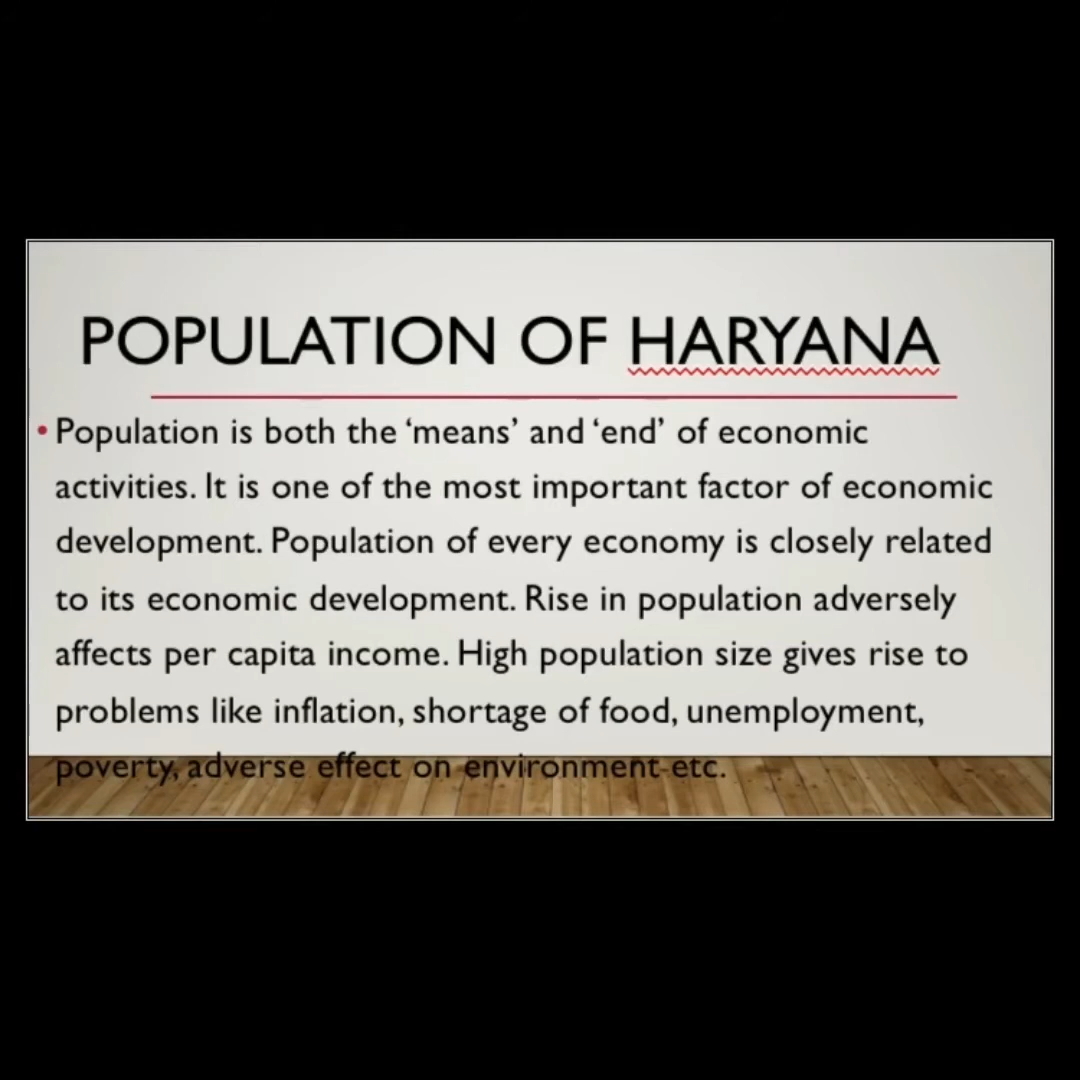 POPULATION OF HARYANA
• Population is both the ‘means’ and ‘end’ of economic
activities. It is one of the most important factor of economic
development. Population of every economy is closely related
to its economic development. Rise in population adversely
affects per capita income. High population size gives rise to
problems like inflation, shortage of food, unemployment,
poverty, adverse effect on environment etc.